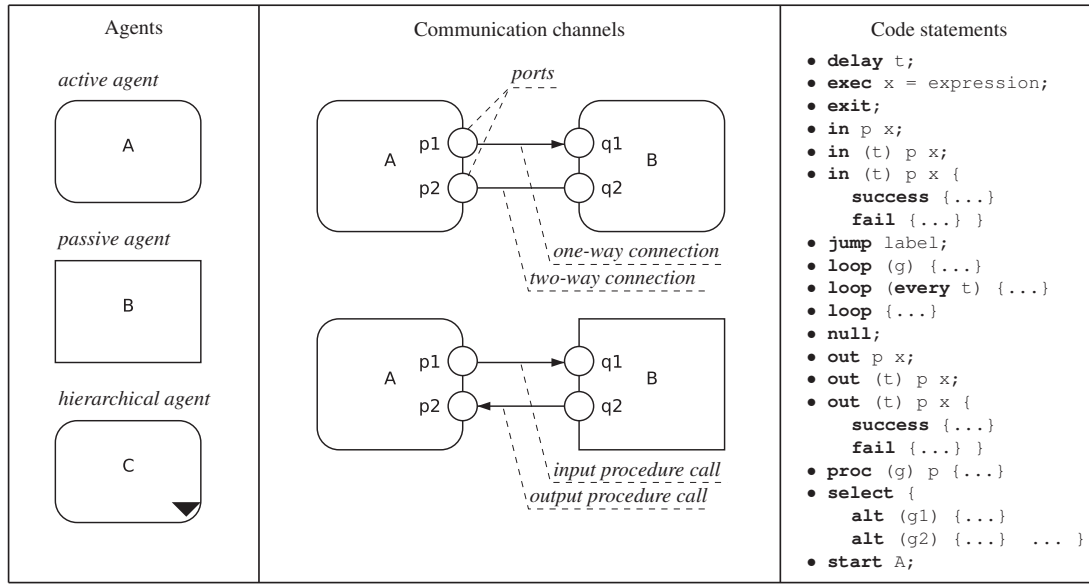 Agents
active agent
A
passive agent
B
hierarchical agent
C
Communication channels
ports
A
p1
p2
q1
q2
B
one-way connection
two-way connection
A
p1
p2
q1
q2
B
input procedure call
output procedure call
Code statements
• delay t;
• exec x = expression;
• exit;
• in p x;
• in (t) p x;
• in (t) p x {
success {...}
fail {...} }
• jump label;
• loop (g) {...}
• loop (every t) {...}
• loop {...}
• null;
• out p x;
• out (t) p x;
• out (t) p x {
success {...}
fail {...} }
• proc (g) p {...}
• select {
alt (g1) {...}
alt (g2) {...} ... }
• start A;